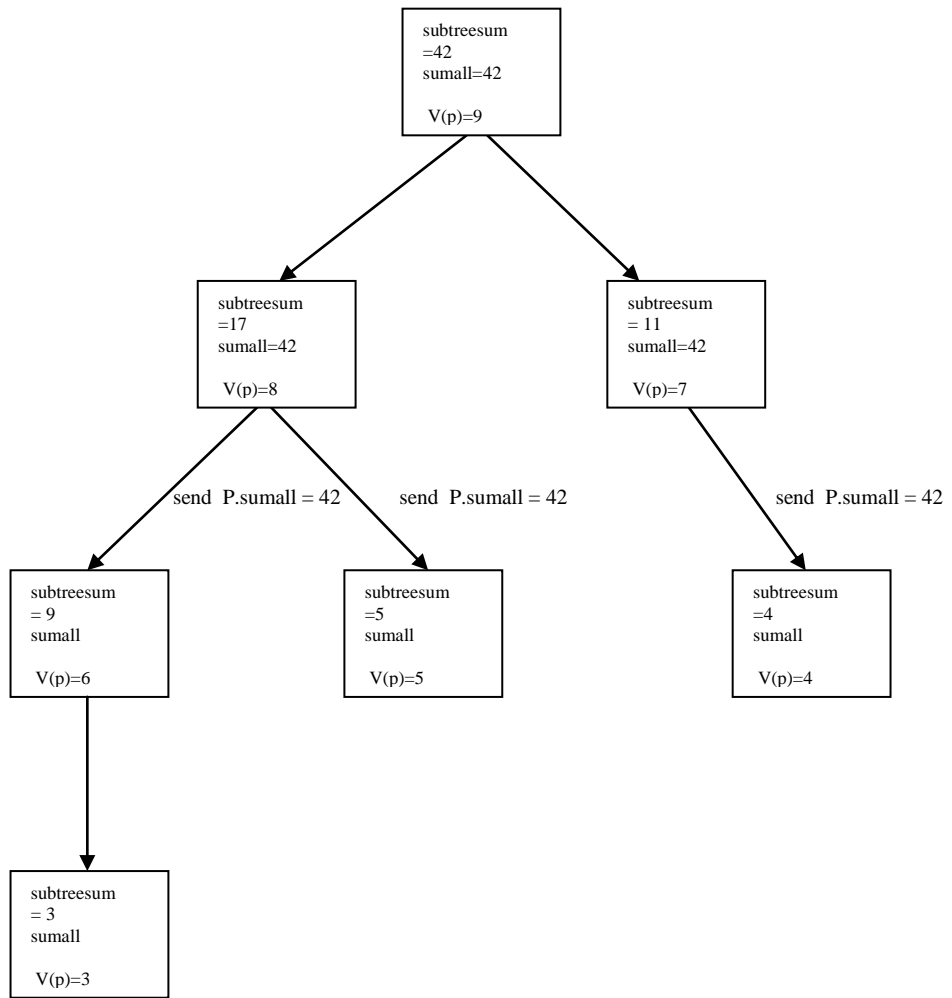 subtreesum
=42
sumall=42
V(p)=9
subtreesum
=17
sumall=42
V(p)=8
subtreesum
= 11
sumall=42
V(p)=7
send P.sumall = 42
send P.sumall = 42
send P.sumall = 42
subtreesum
= 9
sumall
V(p)=6
subtreesum
=5
sumall
V(p)=5
subtreesum
=4
sumall
V(p)=4
subtreesum
= 3
sumall
V(p)=3